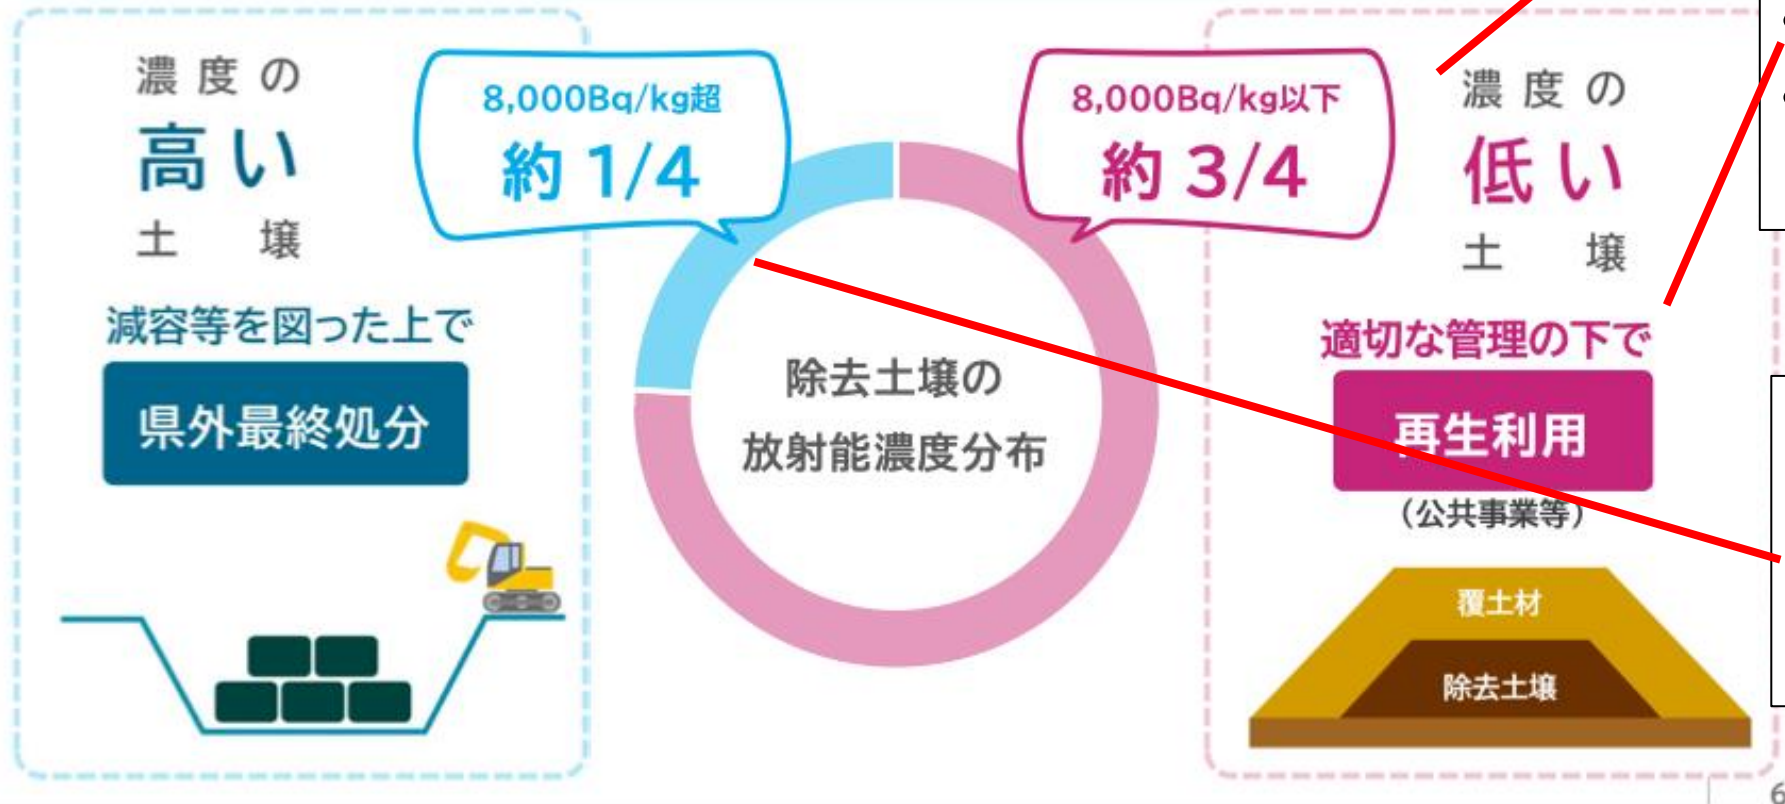 濃度の
高い
土壌
減容等を図った上で
県外最終処分
8,000Bq/kg超
約 1/4
8,000Bq/kg以下
約 3/4
除去土壌の
放射能濃度分布
濃度の
低い
土壌
適切な管理の下で
再生利用
（公共事業等）
覆土材
除去土壌
6